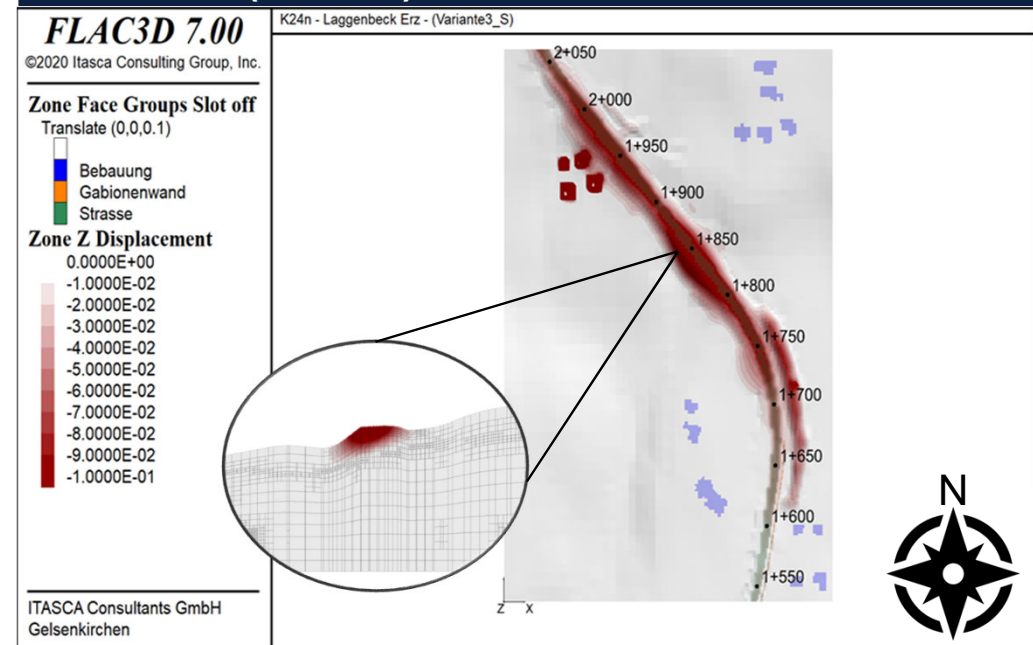 FLAC3D 7.00
©2020 Itasca Consulting Group, Inc.
Zone Face Groups Slot off
Translate (0,0,0.1)
Bebauung
Gabionenwand
Strasse
Zone Z Displacement
0.0000E+00
-1.0000E-02
-2.0000E-02
-3.0000E-02
-4.0000E-02
-5.0000E-02
-6.0000E-02
-7.0000E-02
-8.0000E-02
-9.0000E-02
-1.0000E-01
ITASCA Consultants GmbH
Gelsenkirchen
K24n - Laggenbeck Erz - (Variante3_S)
2+050
2+000
1+950
1+900
1+850
1+800
1+750
1+700
1+650
1+600
1+550
Z X
N